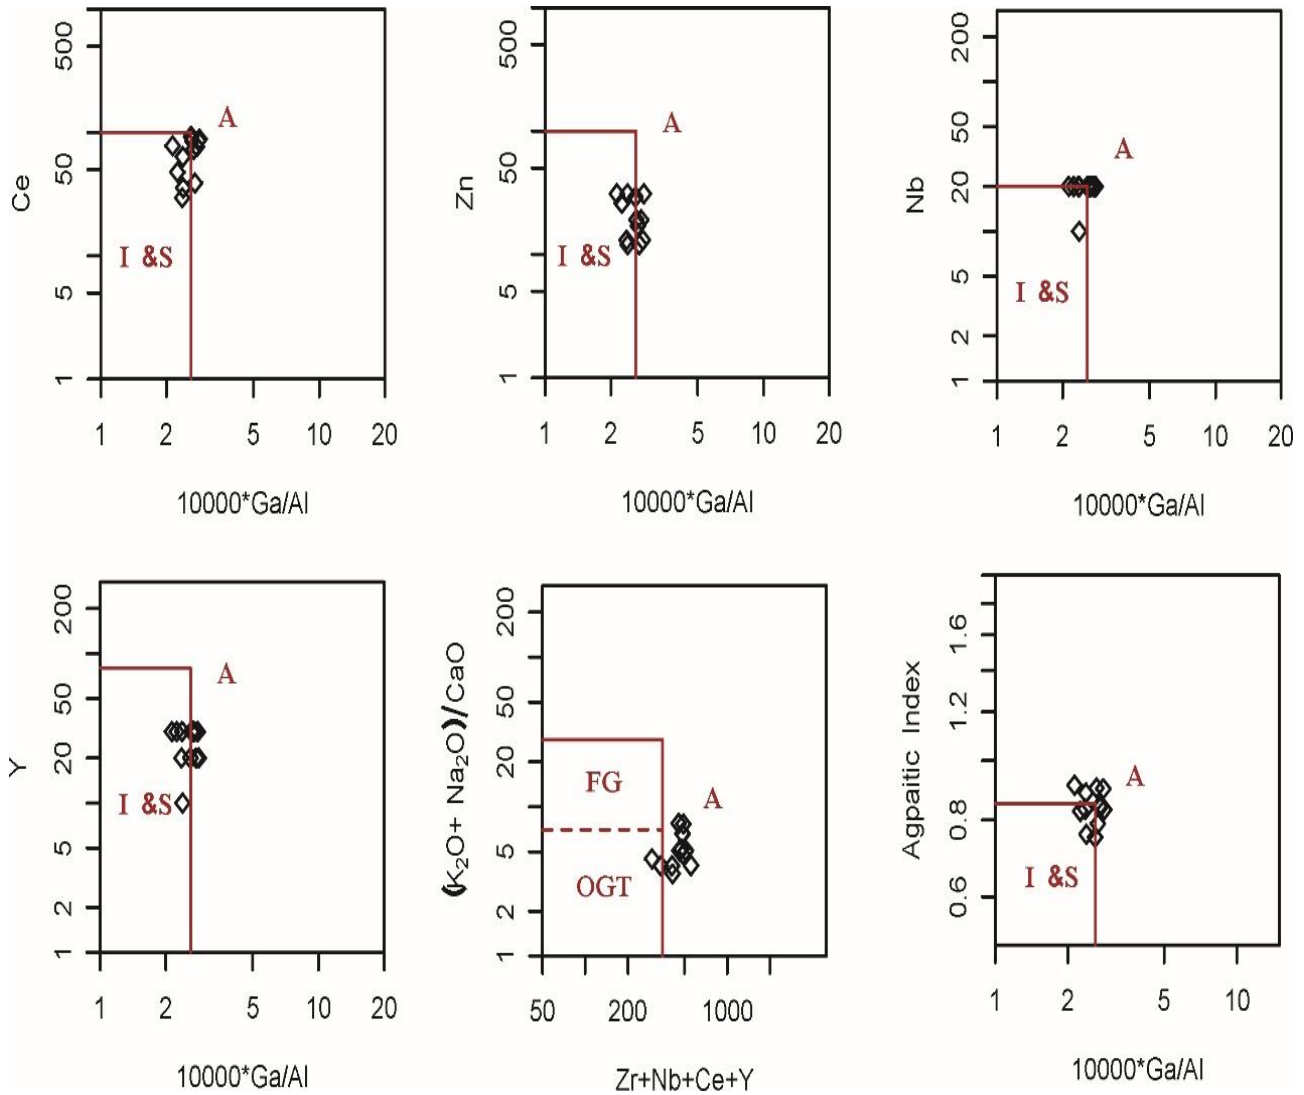 500
50
5
1
Ce
A
I &S
1 2 5 10 20
10000*Ga/Al
500
50
5
1
Zn
A
I &S
1 2 5 10 20
10000*Ga/Al
200
50
20
5
2
1
Nb
A
I &S
1 2 5 10 20
10000*Ga/Al
200
50
20
5
2
1
Y
A
I &S
1 2 5 10 20
10000*Ga/Al
200
50
20
5
2
1
(K₂O+ Na₂O)/CaO
FG
A
OGT
50 200 1000
Zr+Nb+Ce+Y
1.6
1.2
0.8
0.6
Agpaitic Index
A
I &S
1 2 5 10
10000*Ga/Al